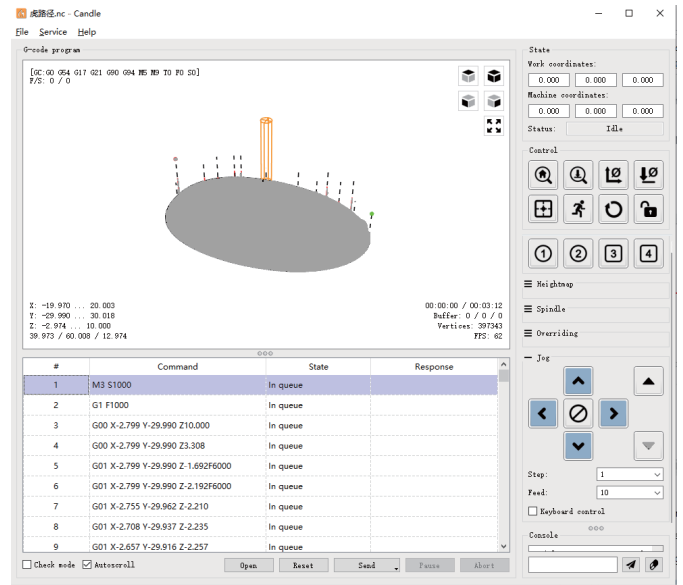 虎路径.nc - Candle
File Service Help
G-code program
[GC:G0 G54 G17 G21 G90 G94 M5 M9 T0 F0 S0]
F/S: 0 / 0
X: -19.970 ... 20.003
Y: -29.990 ... 30.018
Z: -2.974 ... 10.000
39.973 / 60.008 / 12.974
00:00:00 / 00:03:12
Buffer: 0 / 0 / 0
Vertices: 397343
FPS: 62
# Command State Response
1 M3 S1000 In queue
2 G1 F1000 In queue
3 G00 X-2.799 Y-29.990 Z10.000 In queue
4 G00 X-2.799 Y-29.990 Z3.308 In queue
5 G01 X-2.799 Y-29.990 Z-1.692F6000 In queue
6 G01 X-2.799 Y-29.990 Z-2.192F6000 In queue
7 G01 X-2.755 Y-29.962 Z-2.210 In queue
8 G01 X-2.708 Y-29.937 Z-2.235 In queue
9 G01 X-2.657 Y-29.916 Z-2.257 In queue
Check mode Autoscroll Open Reset Send Pause Abort
State
Work coordinates:
0.000 0.000 0.000
Machine coordinates:
0.000 0.000 0.000
Status: Idle
Control
1 2 3 4
Heightmap
Spindle
Overriding
Jog
Step: 1
Feed: 10
Keyboard control
Console